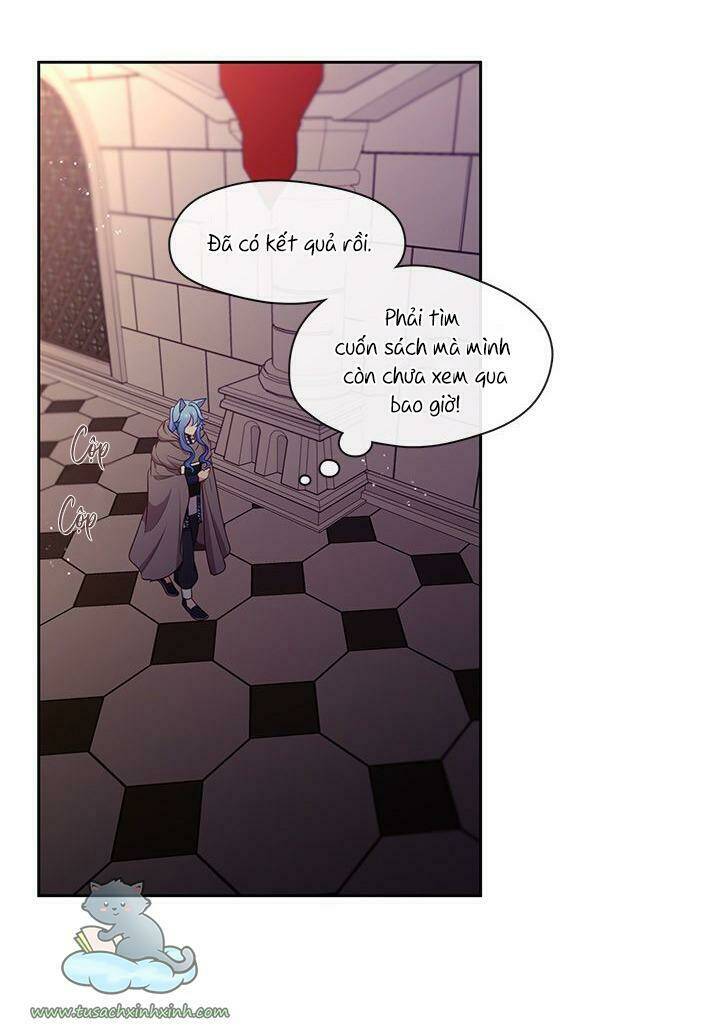 Đã có kết quả rồi.
Phải tìm
cuốn sách mà mình
còn chưa xem qua
bao giờ!
Cộp
Cộp
www.tusachxinhxinh.com